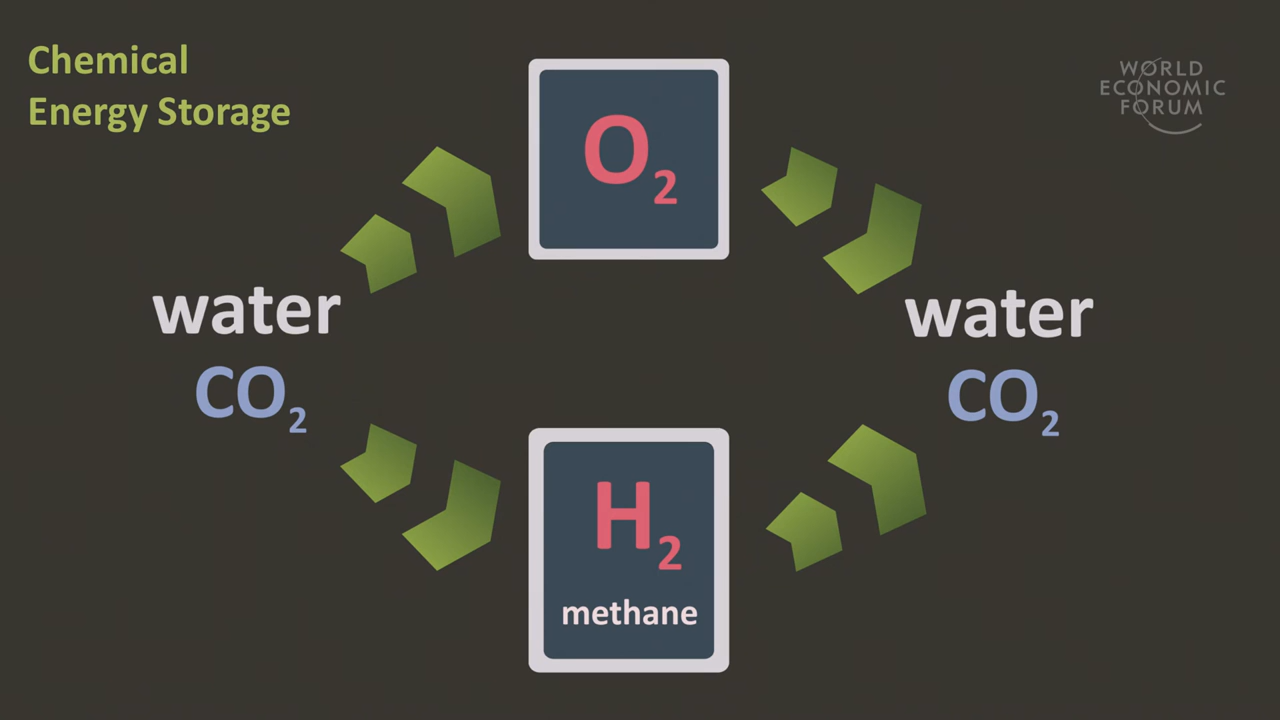 Chemical
Energy Storage
WORLD
ECONOMIC
FORUM
O₂
water
CO₂
water
CO₂
H₂
methane